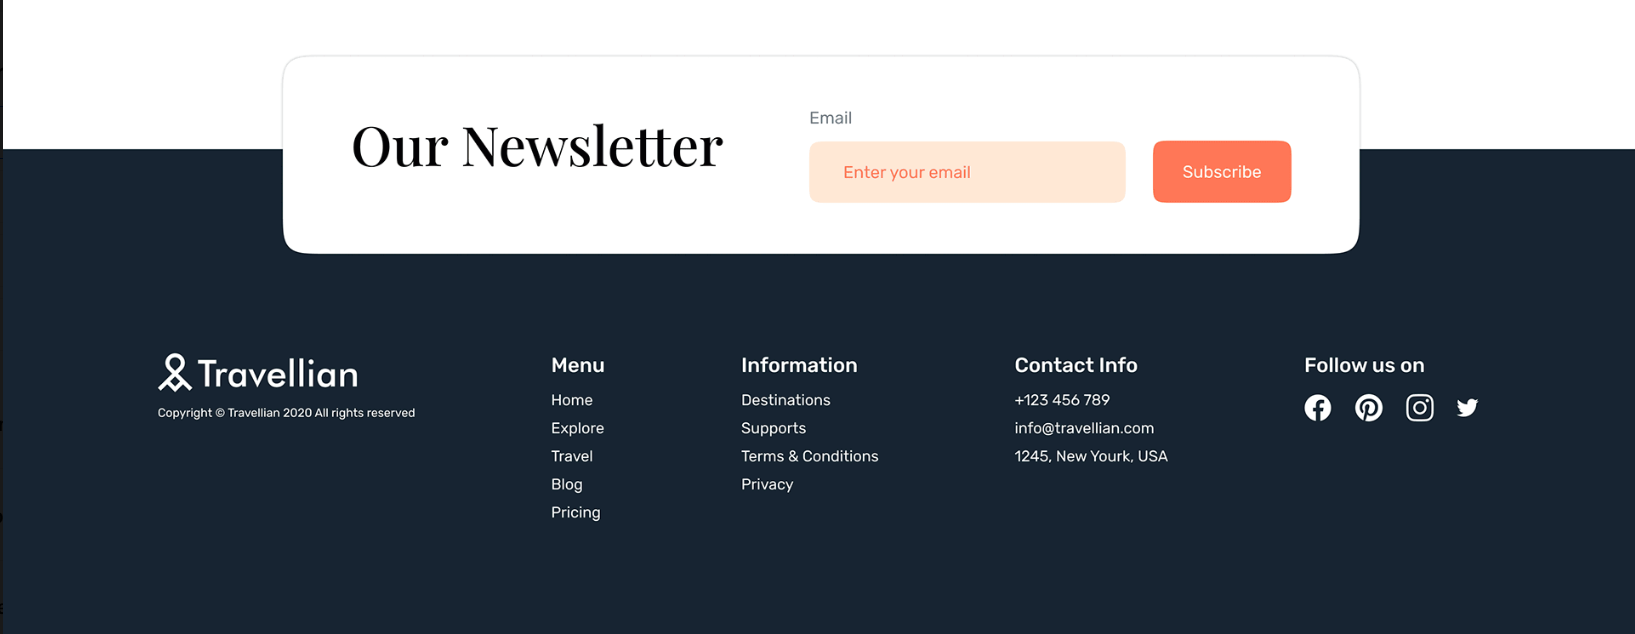 Our Newsletter
Email
Enter your email
Subscribe
Travellian
Copyright © Travellian 2020 All rights reserved
Menu
Home
Explore
Travel
Blog
Pricing
Information
Destinations
Supports
Terms & Conditions
Privacy
Contact Info
+123 456 789
info@travellian.com
1245, New Yourk, USA
Follow us on